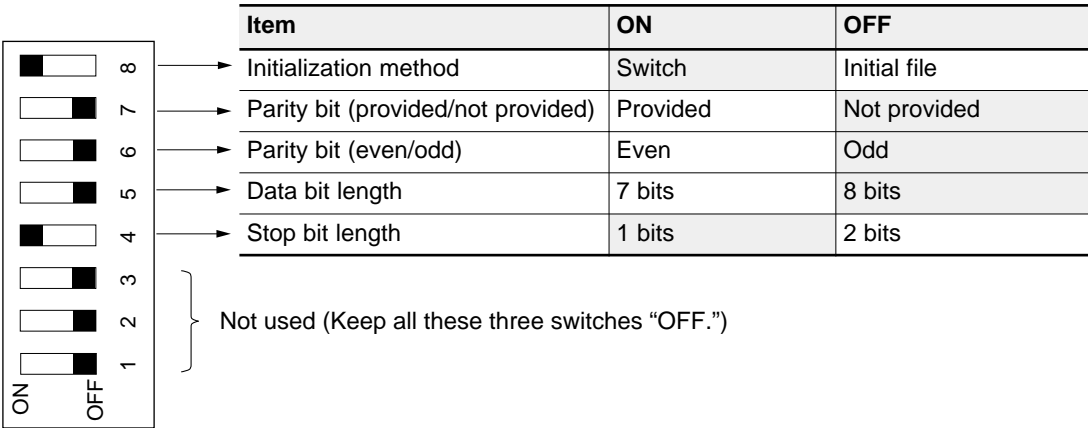 Item ON OFF
8 Initialization method Switch Initial file
7 Parity bit (provided/not provided) Provided Not provided
6 Parity bit (even/odd) Even Odd
5 Data bit length 7 bits 8 bits
4 Stop bit length 1 bits 2 bits
3
2 Not used (Keep all these three switches “OFF.”)
1
ON OFF